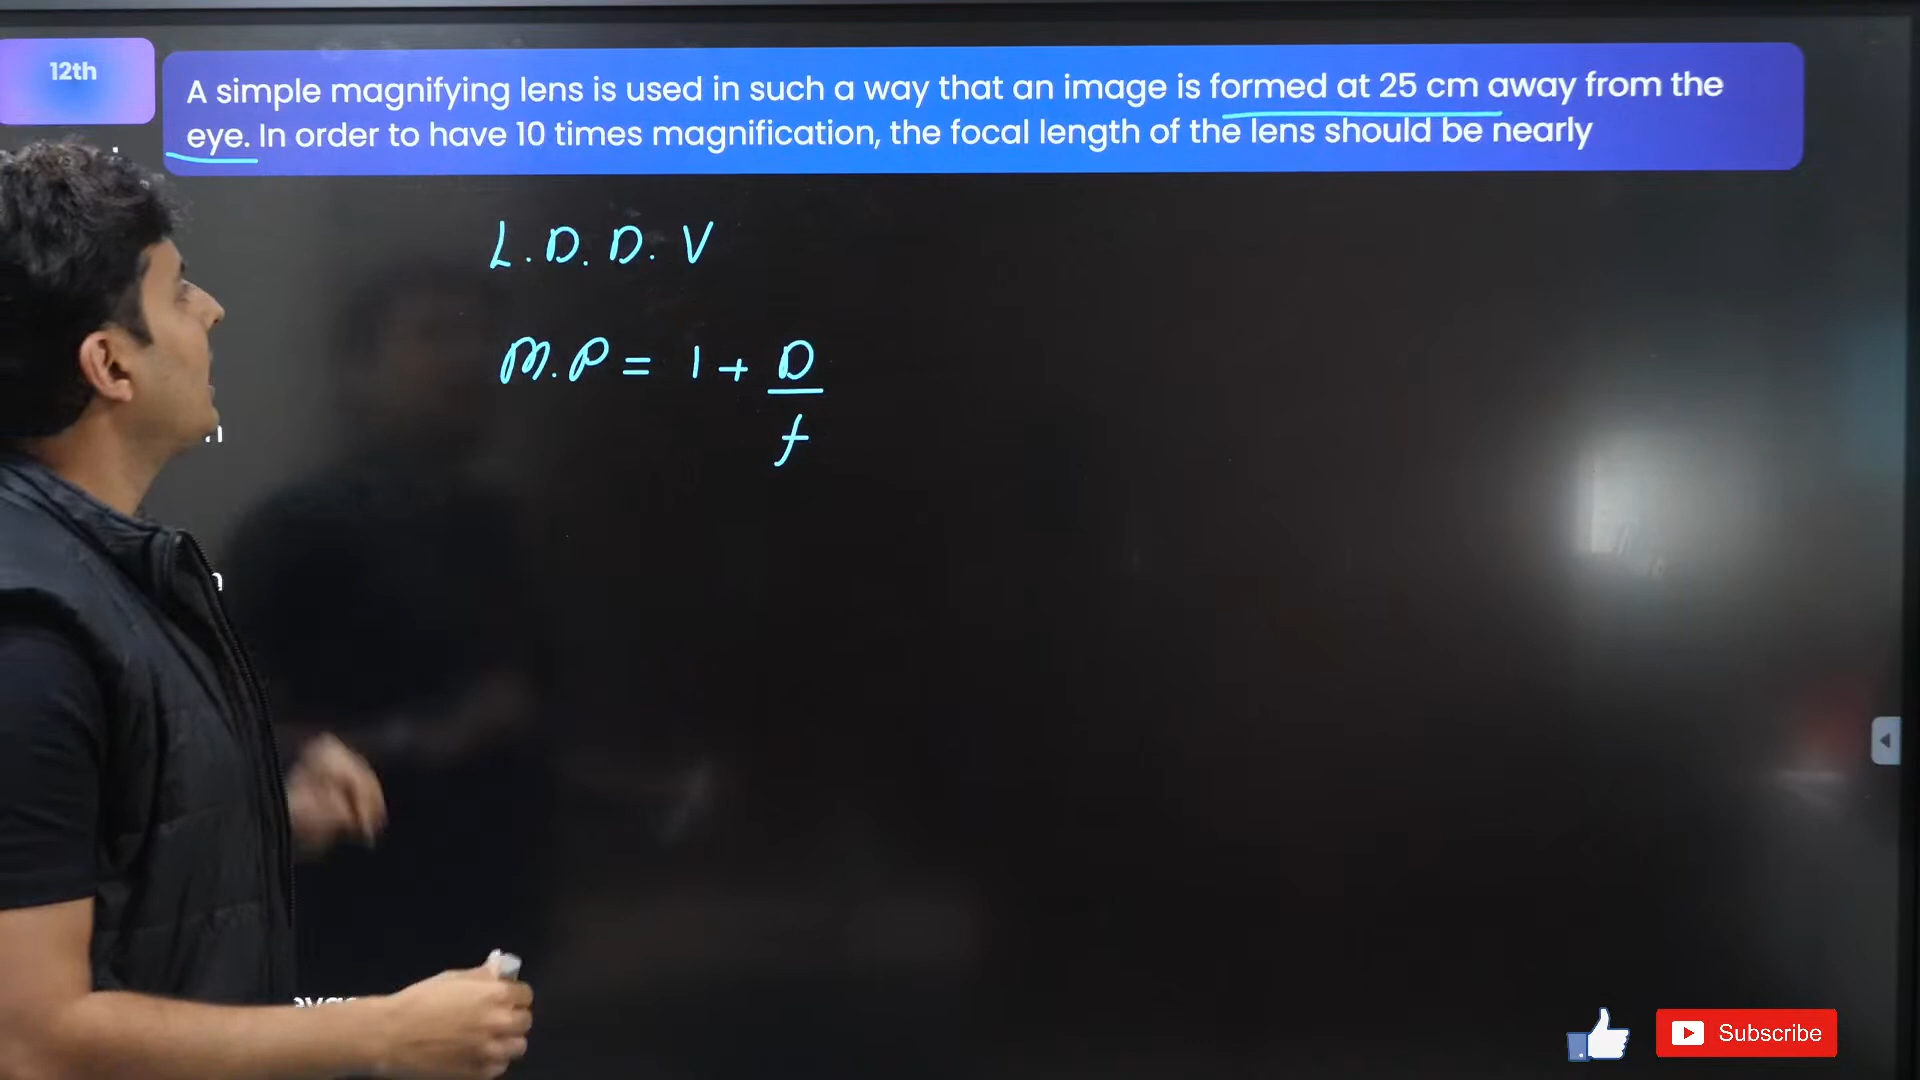 12th
A simple magnifying lens is used in such a way that an image is formed at 25 cm away from the
eye. In order to have 10 times magnification, the focal length of the lens should be nearly
L.D.D.V
M.P = 1 + D
f
Subscribe